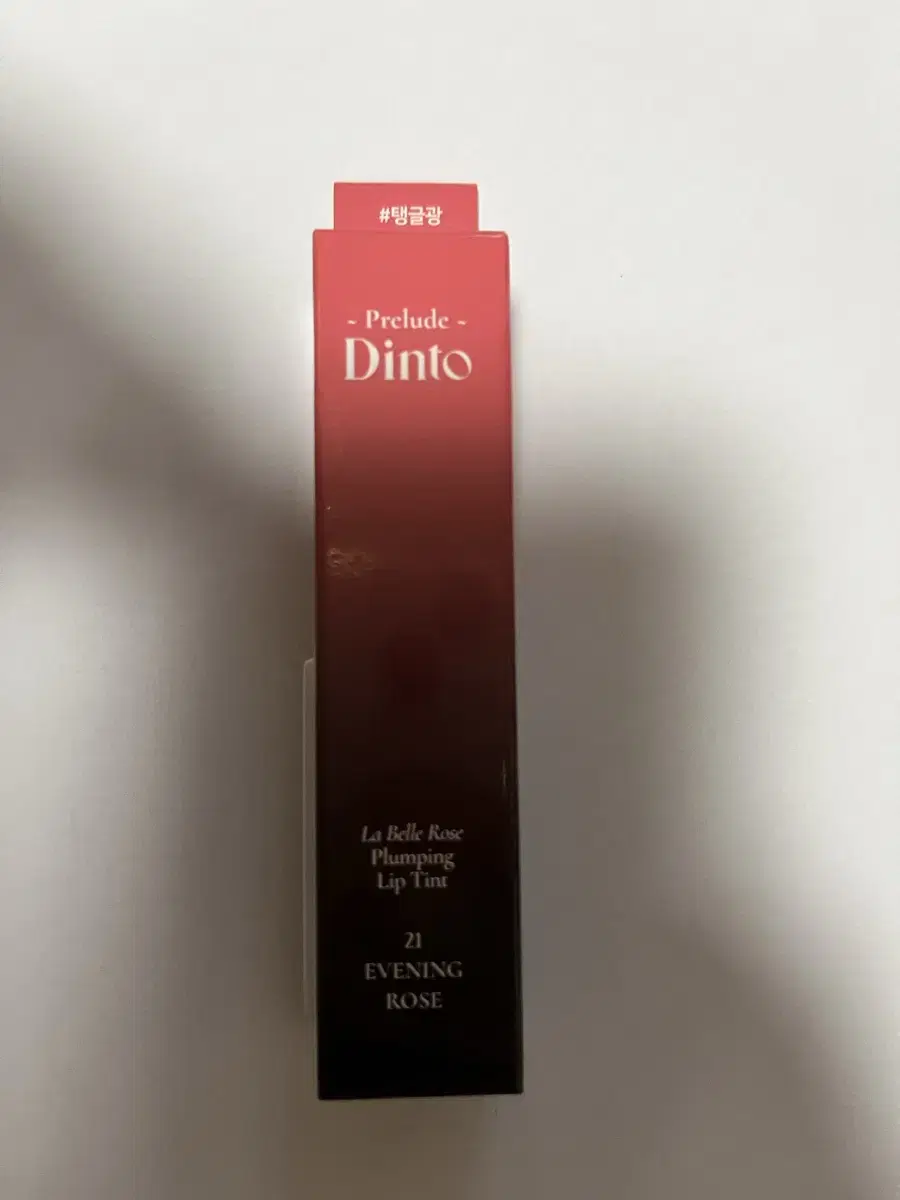 #탱글광
~ Prelude ~
Dinto
La Belle Rose
Plumping
Lip Tint
21
EVENING
ROSE